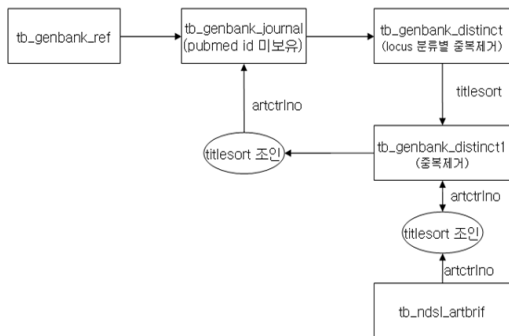 tb_genbank_ref
tb_genbank_journal
(pubmed id 미보유)
tb_genbank_distinct
(locus 분류별 중복제거)
artctrlno
titlesort
titlesort 조인
tb_genbank_distinct1
(중복제거)
artctrlno
titlesort 조인
artctrlno
tb_ndsl_artbrif